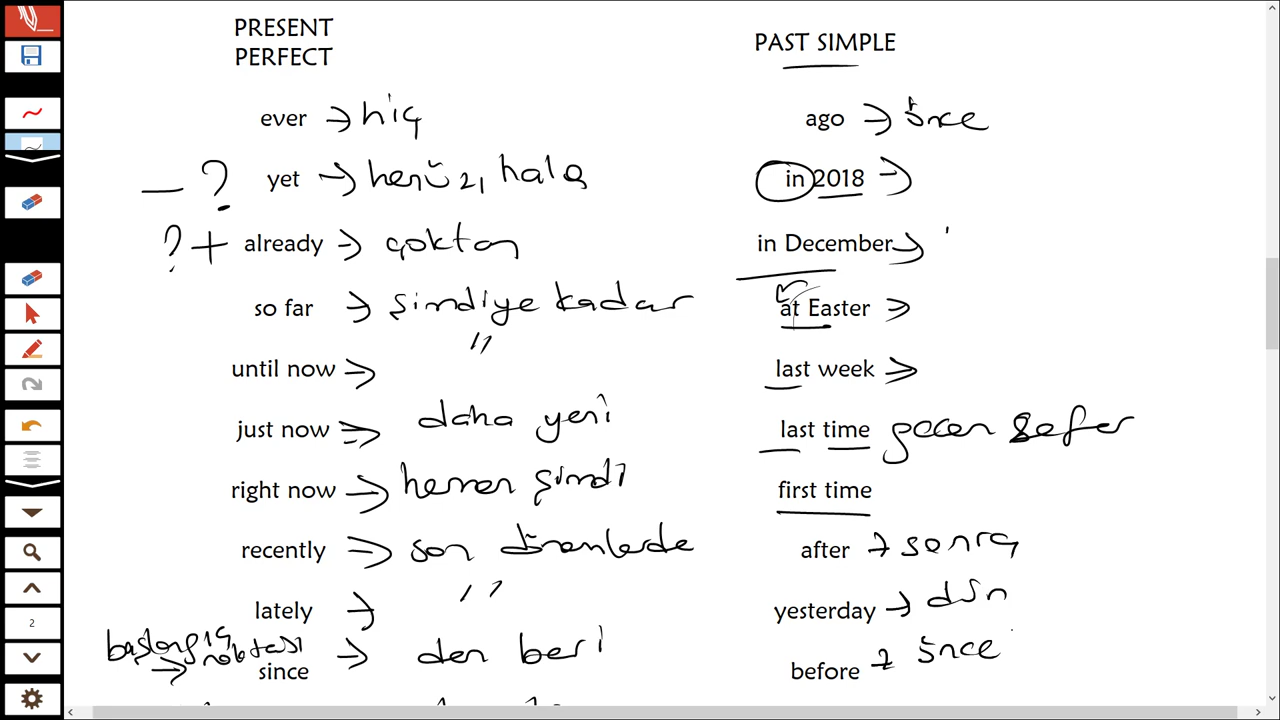 PRESENT
PERFECT
PAST SIMPLE
ever → hiç
ago → önce
— ? yet → henüz, hala
in 2018 →
? + already → çoktan
in December →
so far → şimdiye kadar
at Easter →
until now → "
last week →
just now → daha yeni
last time geçen sefer
right now → hemen şimdi
first time
recently → son dönemlerde
after → sonra
lately → "
yesterday → dün
başlangıç
noktası
→ since → den beri
before → önce
2